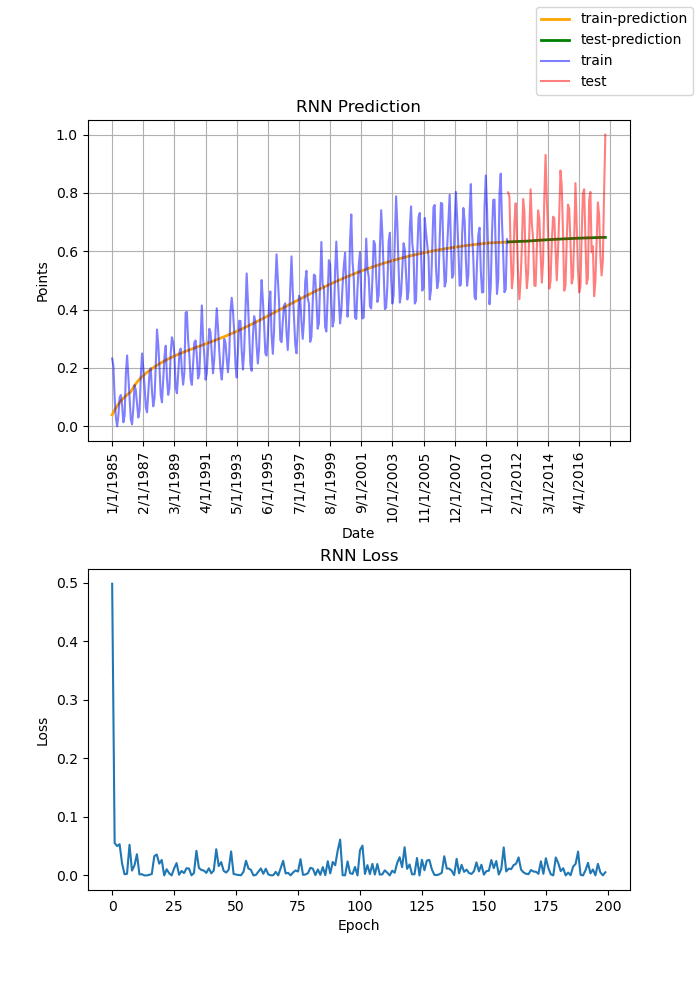 train-prediction
test-prediction
train
test
RNN Prediction
1.0
0.8
0.6
0.4
0.2
0.0
Points
1/1/1985
2/1/1987
3/1/1989
4/1/1991
5/1/1993
6/1/1995
7/1/1997
8/1/1999
9/1/2001
10/1/2003
11/1/2005
12/1/2007
1/1/2010
2/1/2012
3/1/2014
4/1/2016
Date
RNN Loss
0.5
0.4
0.3
0.2
0.1
0.0
Loss
0 25 50 75 100 125 150 175 200
Epoch